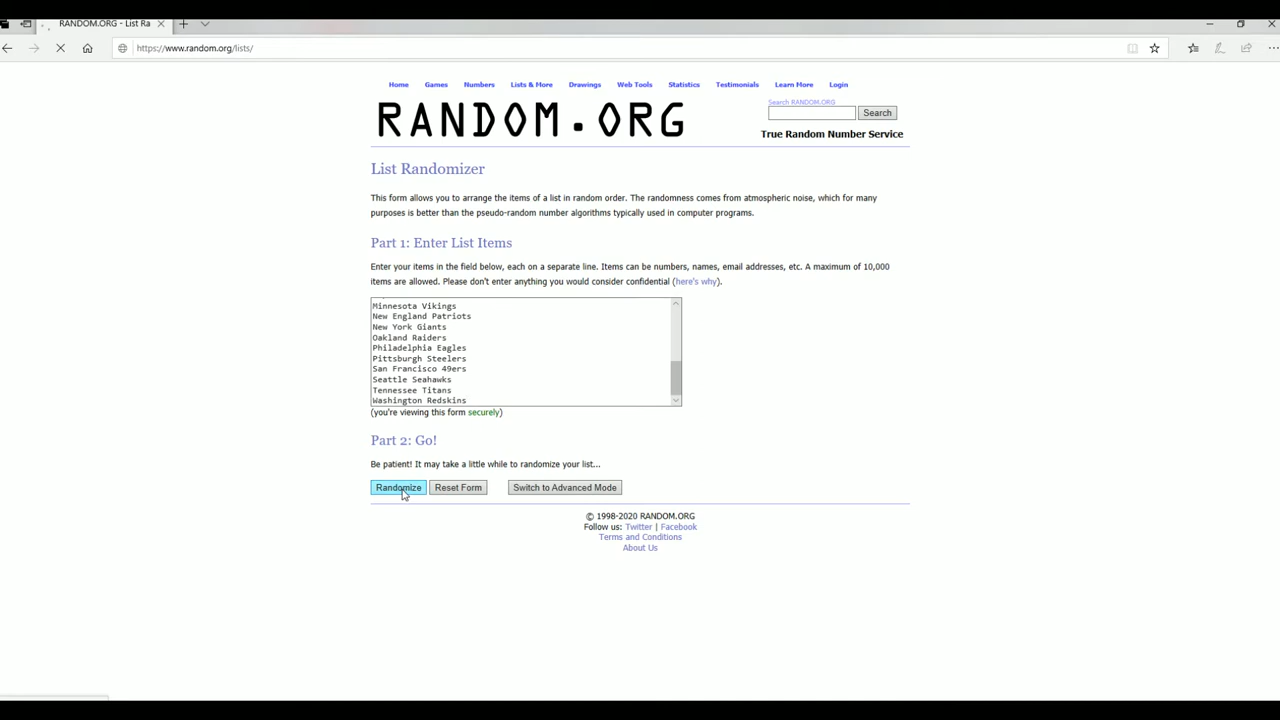 RANDOM.ORG - List Ra
https://www.random.org/lists/
Home Games Numbers Lists & More Drawings Web Tools Statistics Testimonials Learn More Login
RANDOM.ORG
Search RANDOM.ORG
Search
True Random Number Service
List Randomizer
This form allows you to arrange the items of a list in random order. The randomness comes from atmospheric noise, which for many
purposes is better than the pseudo-random number algorithms typically used in computer programs.
Part 1: Enter List Items
Enter your items in the field below, each on a separate line. Items can be numbers, names, email addresses, etc. A maximum of 10,000
items are allowed. Please don't enter anything you would consider confidential (here's why).
Minnesota Vikings
New England Patriots
New York Giants
Oakland Raiders
Philadelphia Eagles
Pittsburgh Steelers
San Francisco 49ers
Seattle Seahawks
Tennessee Titans
Washington Redskins
(you're viewing this form securely)
Part 2: Go!
Be patient! It may take a little while to randomize your list...
Randomize Reset Form Switch to Advanced Mode
© 1998-2020 RANDOM.ORG
Follow us: Twitter | Facebook
Terms and Conditions
About Us